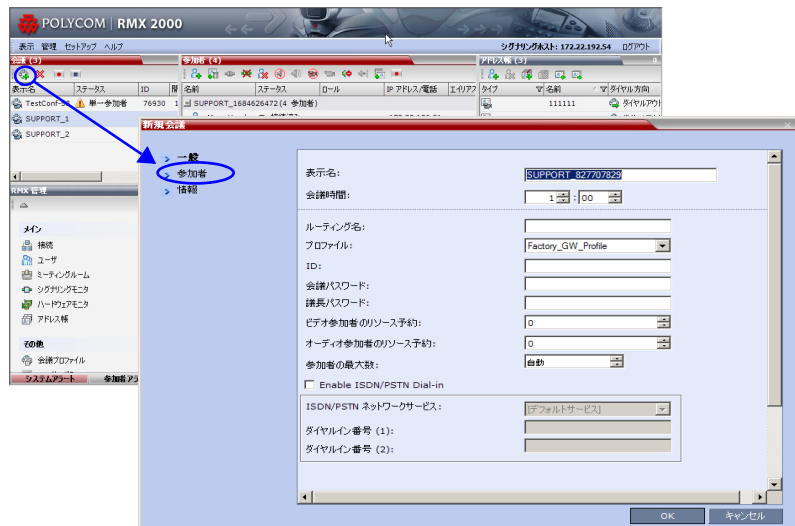 POLYCOM | RMX 2000
表示 管理 セットアップ ヘルプ
シグナリングホスト: 172.22.192.54 ログアウト
会議 (3)
参加者 (4)
アドレス帳 (3)
表示名
ステータス
ID
名前
ステータス
ロール
IP アドレス/電話
エイリアス
タイプ
名前
ダイヤル方向
単一参加者
76930
SUPPORT_1684626472 (4 参加者)
111111
ダイヤルアウト
SUPPORT_1
SUPPORT_2
RMX 管理
メイン
接続
ユーザ
ミーティングルーム
シグナリングモニタ
ハードウェアモニタ
アドレス帳
その他
会議プロファイル
システムアラート
新規会議
一般
参加者
情報
表示名:
SUPPORT_827707829
会議時間:
1 : 00
ルーティング名:
プロファイル:
Factory_GW_Profile
ID:
会議パスワード:
議長パスワード:
ビデオ参加者のリソース予約:
0
オーディオ参加者のリソース予約:
0
参加者の最大数:
自動
Enable ISDN/PSTN Dial-in
ISDN/PSTN ネットワークサービス:
[デフォルトサービス]
ダイヤルイン番号 (1):
ダイヤルイン番号 (2):
OK
キャンセル